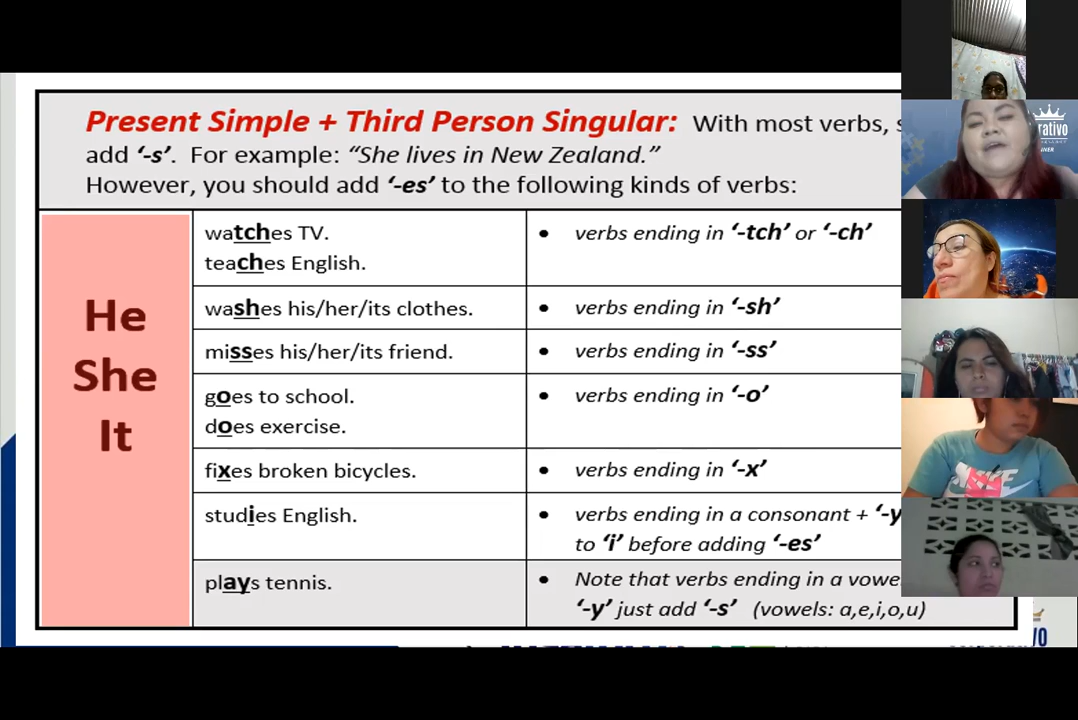 Present Simple + Third Person Singular: With most verbs,
add ‘-s’. For example: “She lives in New Zealand.”
However, you should add ‘-es’ to the following kinds of verbs:
He
She
It
watches TV.
teaches English.
• verbs ending in ‘-tch’ or ‘-ch’
washes his/her/its clothes.
• verbs ending in ‘-sh’
misses his/her/its friend.
• verbs ending in ‘-ss’
goes to school.
does exercise.
• verbs ending in ‘-o’
fixes broken bicycles.
• verbs ending in ‘-x’
studies English.
• verbs ending in a consonant + ‘-y
to ‘i’ before adding ‘-es’
plays tennis.
• Note that verbs ending in a vowe
‘-y’ just add ‘-s’ (vowels: a,e,i,o,u)
rativo